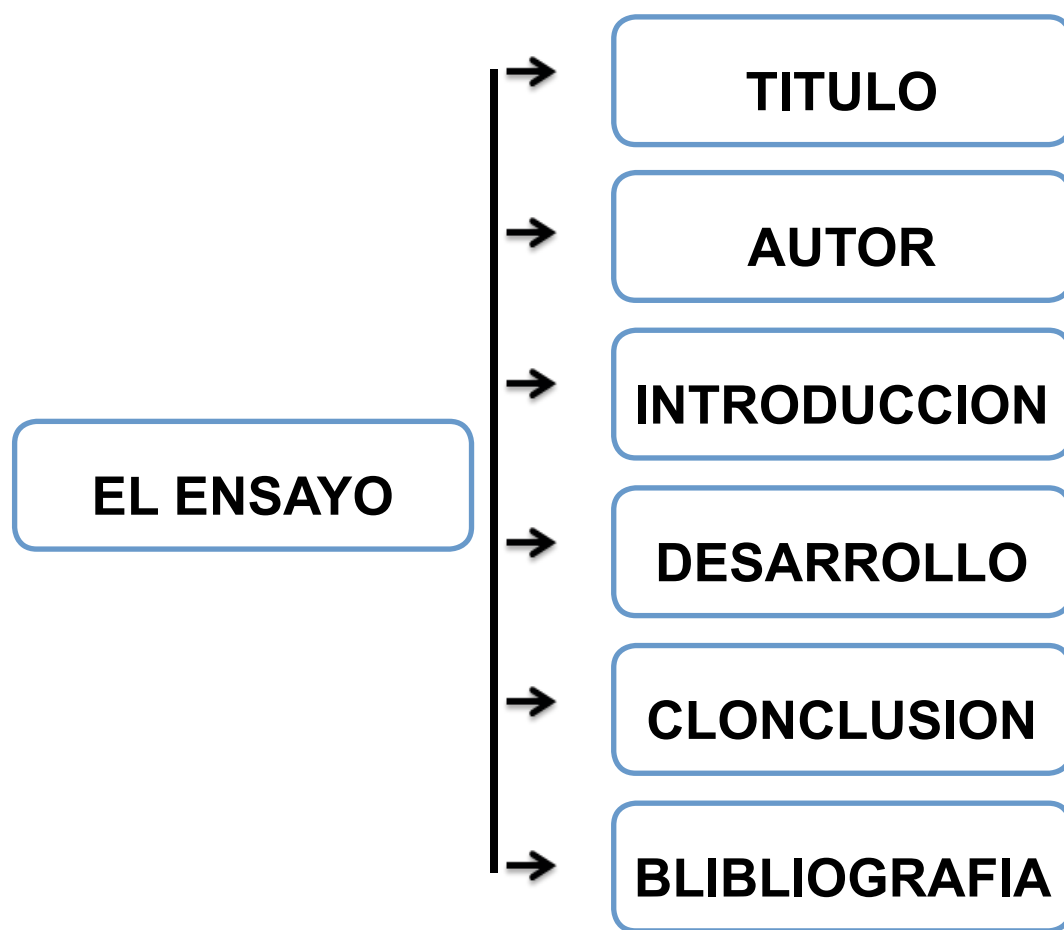 EL ENSAYO
TITULO
AUTOR
INTRODUCCION
DESARROLLO
CLONCLUSION
BLIBLIOGRAFIA